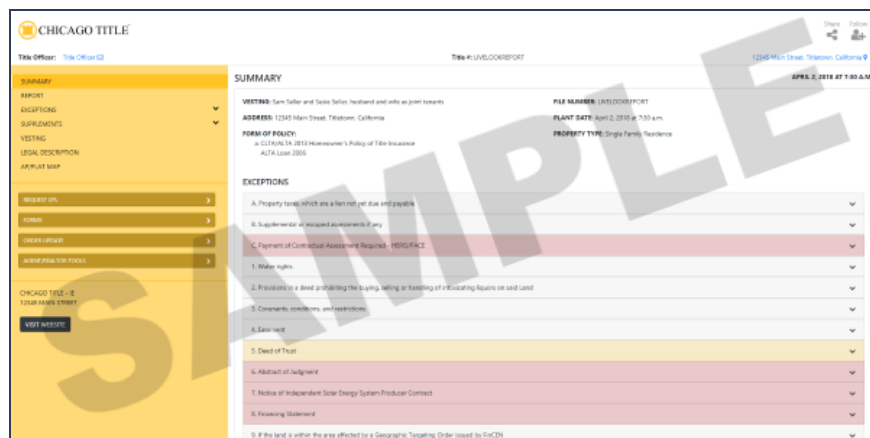 CHICAGO TITLE
Share Follow
Title Officer: Title Officer
Title #: LIVELOOKREPORT
12345 Main Street, Titletown, California
SUMMARY
REPORT
EXCEPTIONS
SUPPLEMENTS
VESTING
LEGAL DESCRIPTION
AP/PLAT MAP
REQUEST CPL
FORMS
ORDER UPDATE
AGENT/REALTOR TOOLS
CHICAGO TITLE - IE
12345 MAIN STREET
VISIT WEBSITE
SUMMARY
APRIL 2, 2018 AT 7:30 A.M
VESTING: Sam Seller and Susie Seller, husband and wife as joint tenants
FILE NUMBER: LIVELOOKREPORT
ADDRESS: 12345 Main Street, Titletown, California
PLANT DATE: April 2, 2018 at 7:30 a.m.
FORM OF POLICY:
PROPERTY TYPE: Single Family Residence
a. CLTA/ALTA 2013 Homeowner's Policy of Title Insurance
ALTA Loan 2006
EXCEPTIONS
A. Property taxes, which are a lien not yet due and payable
B. Supplemental or escaped assessments if any
C. Payment of Contractual Assessment Required - HERO/PACE
1. Water rights
2. Provisions in a deed prohibiting the buying, selling or handling of intoxicating liquors on said Land
3. Covenants, conditions, and restrictions
4. Easement
5. Deed of Trust
6. Abstract of Judgment
7. Notice of Independent Solar Energy System Producer Contract
8. Financing Statement
9. If the land is within the area affected by a Geographic Targeting Order issued by FinCEN
SAMPLE